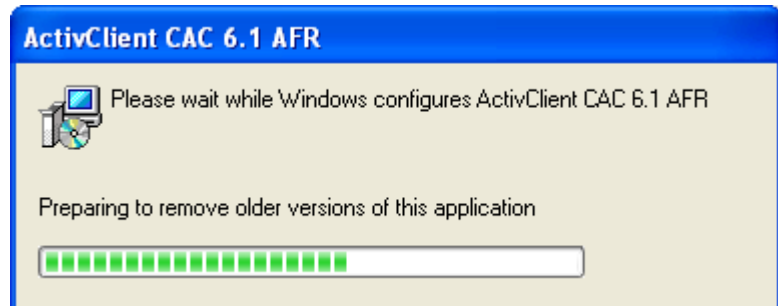 ActivClient CAC 6.1 AFR
Please wait while Windows configures ActivClient CAC 6.1 AFR
Preparing to remove older versions of this application